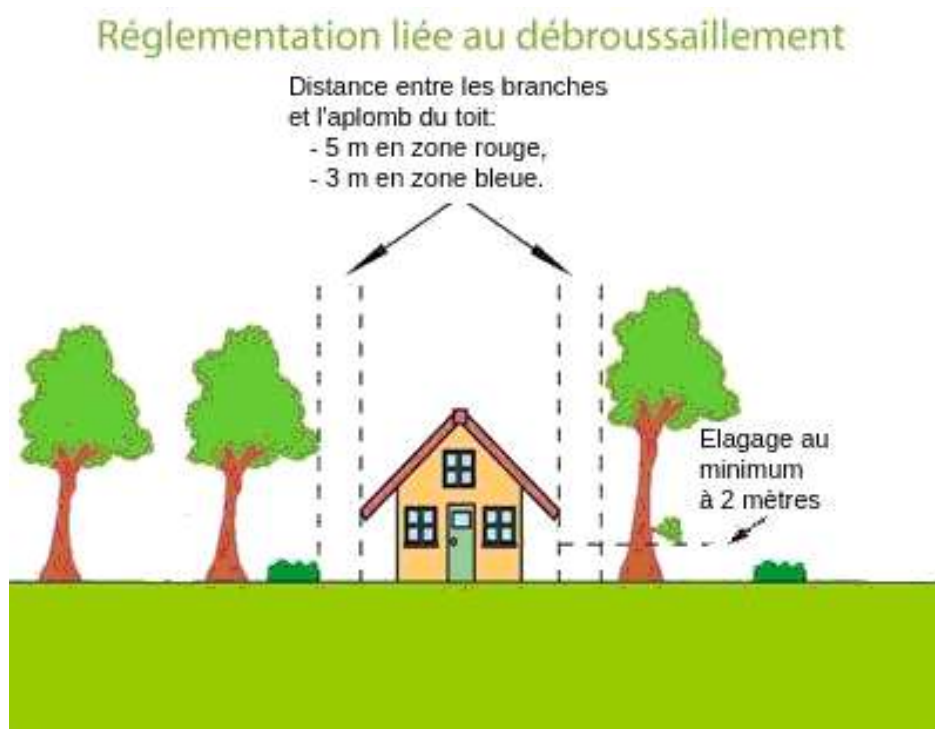 Réglementation liée au débroussaillement
Distance entre les branches
et l'aplomb du toit:
- 5 m en zone rouge,
- 3 m en zone bleue.
Elagage au
minimum
à 2 mètres